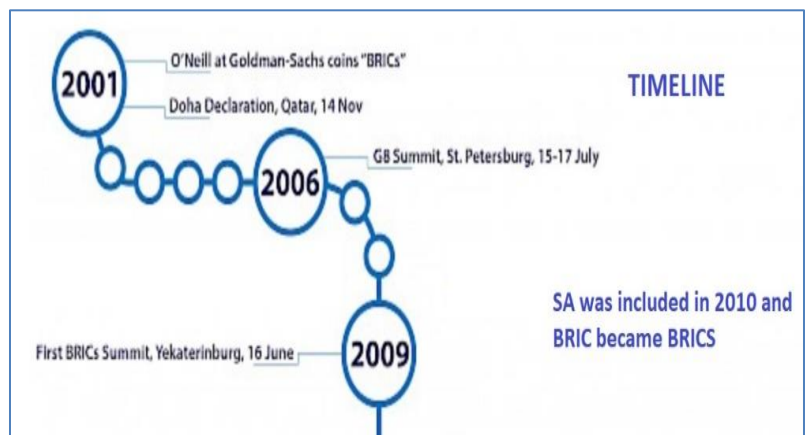 O'Neill at Goldman-Sachs coins "BRICs"
2001
TIMELINE
Doha Declaration, Qatar, 14 Nov
G8 Summit, St. Petersburg, 15-17 July
2006
SA was included in 2010 and
BRIC became BRICS
First BRICs Summit, Yekaterinburg, 16 June
2009